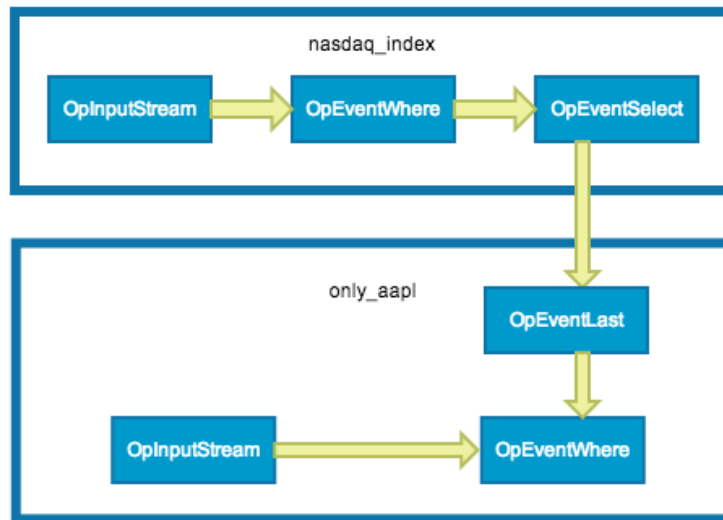 nasdaq_index
OpInputStream
OpEventWhere
OpEventSelect
only_aapl
OpEventLast
OpInputStream
OpEventWhere